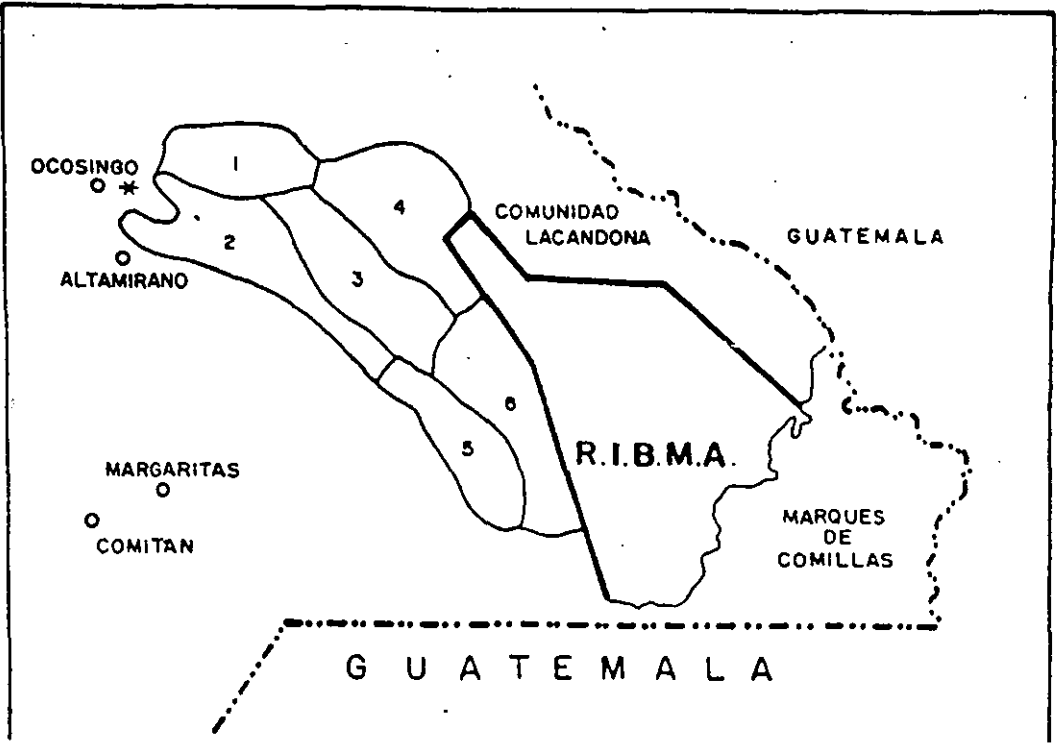 OCOSINGO
1
4
COMUNIDAD
LACANDONA
GUATEMALA
2
3
ALTAMIRANO
6
5
R.I.B.M.A.
MARGARITAS
COMITAN
MARQUES
DE
COMILLAS
GUATEMALA